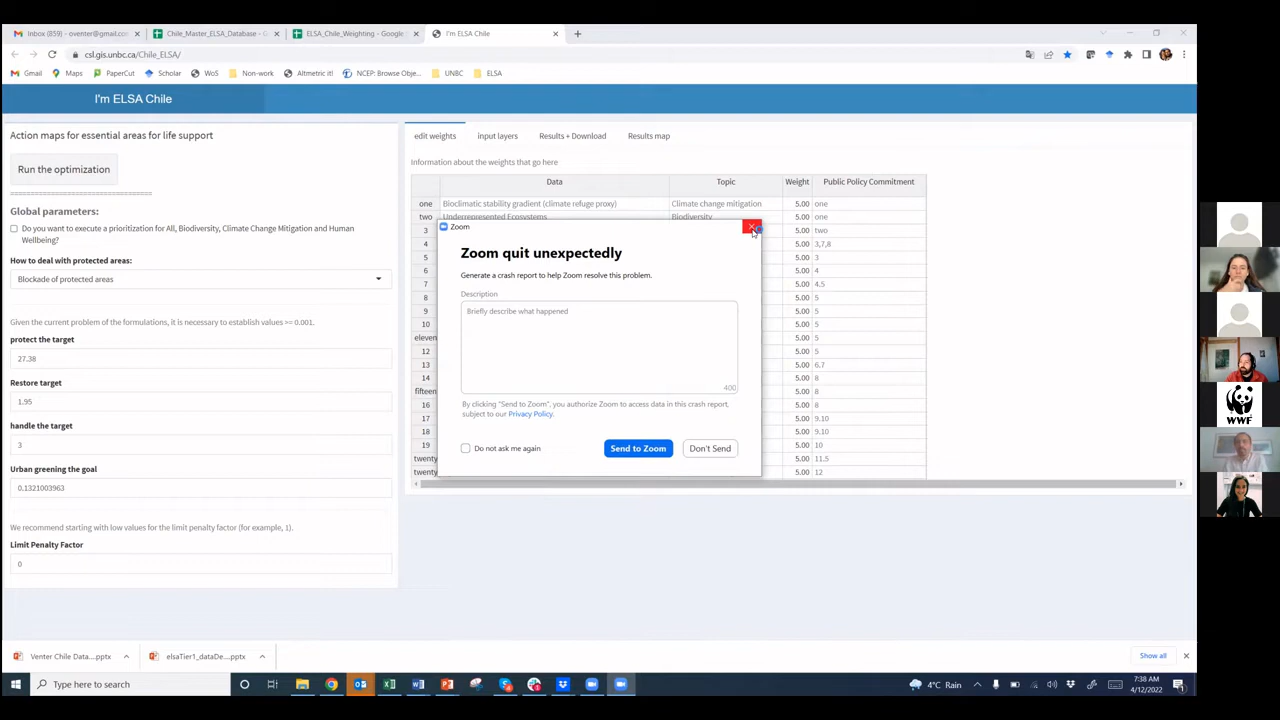 Inbox (859) - oventer@gmail.co
Chile_Master_ELSA_Database - G
ELSA_Chile_Weighting - Google
I'm ELSA Chile
csl.gis.unbc.ca/Chile_ELSA/
Gmail
Maps
PaperCut
Scholar
WoS
Non-work
Altmetric it!
NCEP: Browse Obje...
UNBC
ELSA
I'm ELSA Chile
Action maps for essential areas for life support
Run the optimization
==================================
Global parameters:
Do you want to execute a prioritization for All, Biodiversity, Climate Change Mitigation and Human
Wellbeing?
How to deal with protected areas:
Blockade of protected areas
Given the current problem of the formulations, it is necessary to establish values >= 0.001.
protect the target
27.38
Restore target
1.95
handle the target
3
Urban greening the goal
0.1321003963
We recommend starting with low values for the limit penalty factor (for example, 1).
Limit Penalty Factor
0
edit weights
input layers
Results + Download
Results map
Information about the weights that go here
Data Topic Weight Public Policy Commitment
one Bioclimatic stability gradient (climate refuge proxy) Climate change mitigation 5.00 one
two Underrepresented Ecosystems Biodiversity 5.00 one
3 5.00 two
4 5.00 3,7,8
5 5.00 3
6 5.00 4
7 5.00 4.5
8 5.00 5
9 5.00 5
10 5.00 5
eleven 5.00 5
12 5.00 5
13 5.00 6.7
14 5.00 8
fifteen 5.00 8
16 5.00 8
17 5.00 9.10
18 5.00 9.10
19 5.00 10
twenty 5.00 11.5
twenty 5.00 12
Zoom
Zoom quit unexpectedly
Generate a crash report to help Zoom resolve this problem.
Description
Briefly describe what happened
400
By clicking "Send to Zoom", you authorize Zoom to access data in this crash report,
subject to our Privacy Policy.
Do not ask me again
Send to Zoom
Don't Send
WWF
Venter Chile Data....pptx
elsaTier1_dataDe....pptx
Show all
Type here to search
4°C Rain
7:38 AM
4/12/2022